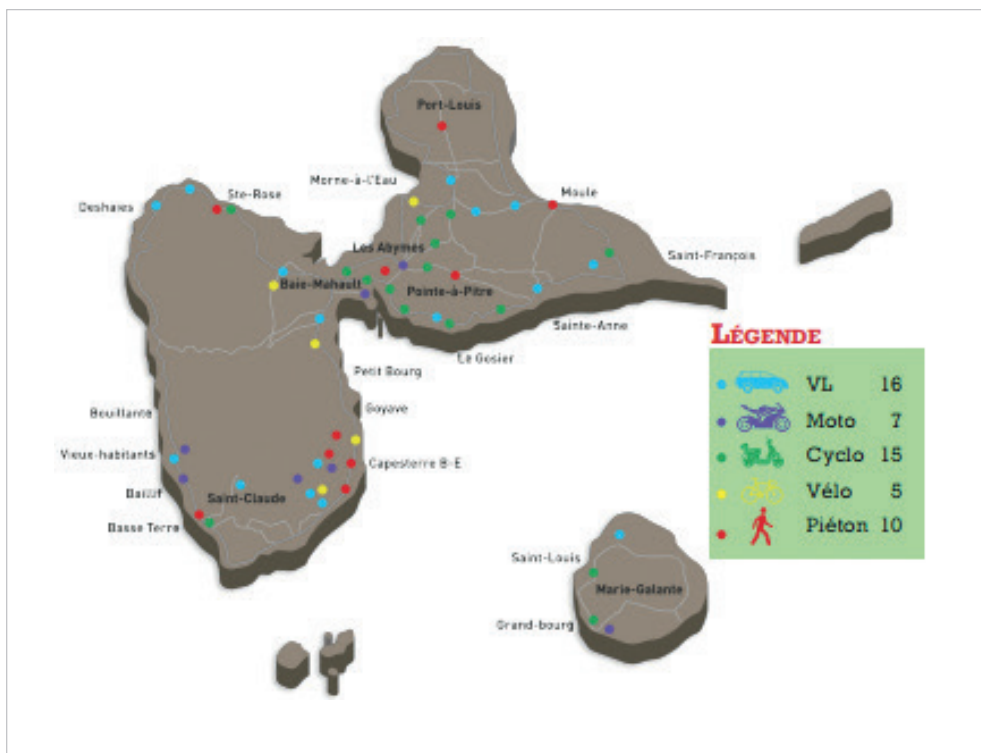 Port-Louis
Morne-à-l'Eau
Moule
Ste-Rose
Deshaies
Les Abymes
Saint-François
Baie-Mahault
Pointe-à-Pitre
Sainte-Anne
Le Gosier
Petit Bourg
Goyave
Bouillante
Vieux-habitants
Capesterre B-E
Baillif
Saint-Claude
Basse Terre
Saint-Louis
Marie-Galante
Grand-bourg
LÉGENDE
VL 16
Moto 7
Cyclo 15
Vélo 5
Piéton 10